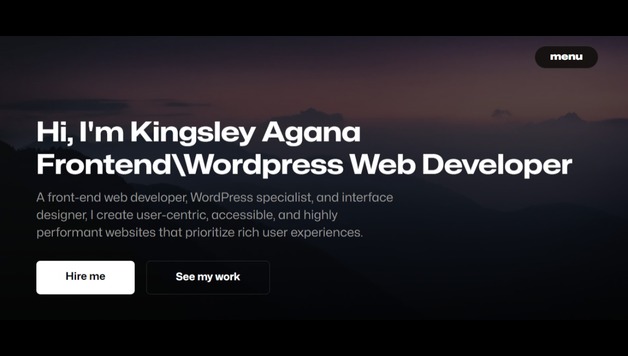 menu
Hi, I'm Kingsley Agana
Frontend\Wordpress Web Developer
A front-end web developer, WordPress specialist, and interface
designer, I create user-centric, accessible, and highly
performant websites that prioritize rich user experiences.
Hire me
See my work